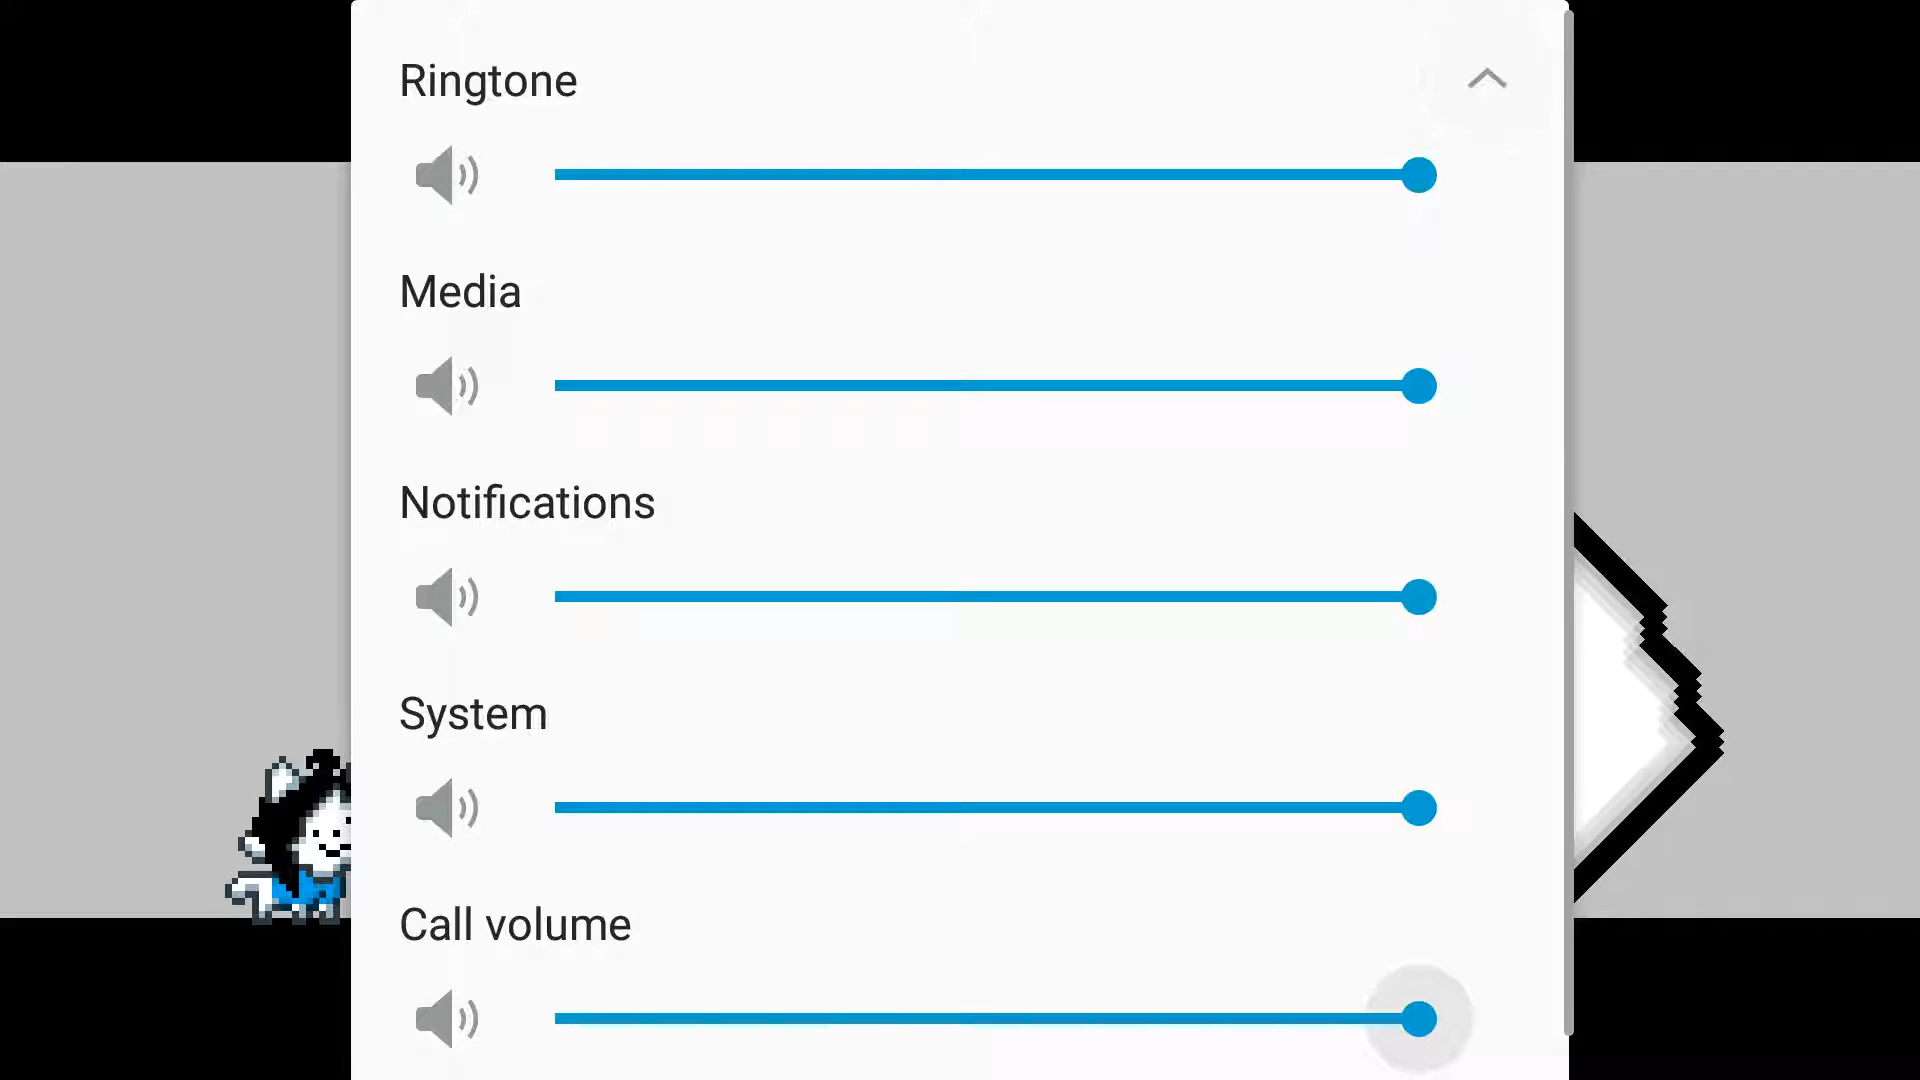 Ringtone
Media
Notifications
System
Call volume